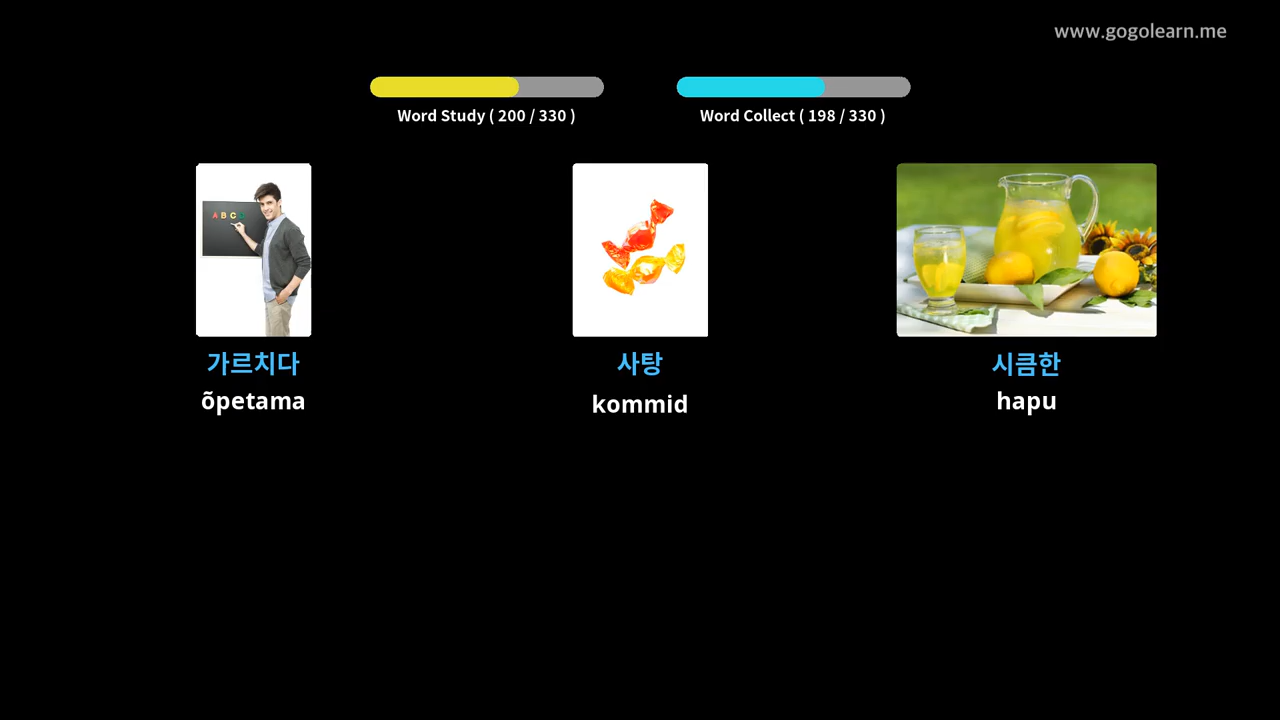 www.gogolearn.me
Word Study ( 200 / 330 )
Word Collect ( 198 / 330 )
A B C D
가르치다
õpetama
사탕
kommid
시큼한
hapu